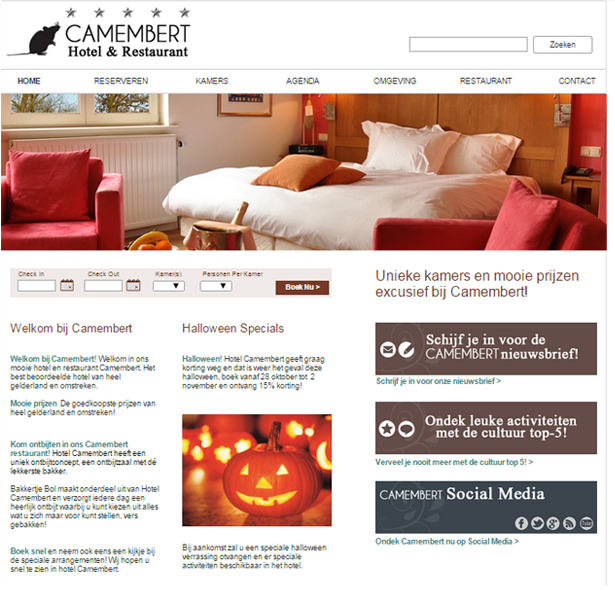 CAMEMBERT
Hotel & Restaurant
Zoeken
HOME
RESERVEREN
KAMERS
AGENDA
OMGEVING
RESTAURANT
CONTACT
Check in
Check Out
Kamer(s)
Personen Per Kamer
Boek Nu >
Welkom bij Camembert
Welkom bij Camembert! Welkom in ons
mooie hotel en restaurant Camembert. Het
best beoordeelde hotel van heel
gelderland en omstreken.
Mooie prijzen De goedkoopste prijzen van
heel gelderland en omstreken!
Kom ontbijten in ons Camembert
restaurant! Hotel Camembert heeft een
uniek ontbijtconcept, een ontbijtzaal met dé
lekkerste bakker.
Bakkertje Bol maakt onderdeel uit van Hotel
Camembert en verzorgt iedere dag een
heerlijk ontbijt waarbij u kunt kiezen uit alles
wat u zich maar voor kunt stellen, vers
gebakken!
Boek snel en neem ook eens een kijkje bij
de speciale arrangementen! Wij hopen u
snel te zien in hotel Camembert.
Halloween Specials
Halloween! Hotel Camembert geeft graag
korting weg en dat is weer het geval deze
halloween, boek vanaf 28 oktober tot 2
november en ontvang 15% korting!
Bij aankomst zal u een speciale halloween
verrassing otvangen en er speciale
activiteiten beschikbaar in het hotel.
Unieke kamers en mooie prijzen
excusief bij Camembert!
Schijf je in voor de
CAMEMBERT nieuwsbrief!
Schrijf je in voor onze nieuwsbrief >
Ondek leuke activiteiten
met de cultuur top-5!
Verveel je nooit meer met de cultuur top 5! >
CAMEMBERT Social Media
Ondek Camembert nu op Social Media >